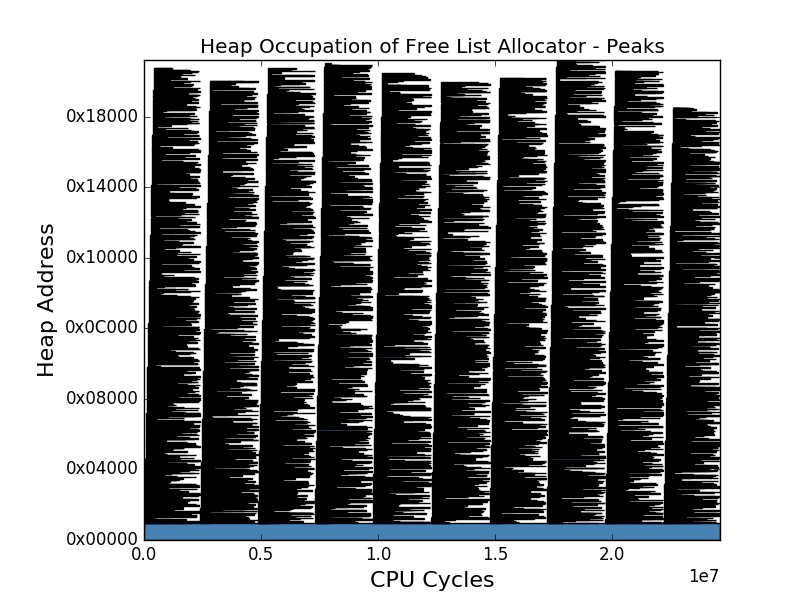 Heap Occupation of Free List Allocator - Peaks
0x18000
0x14000
0x10000
0x0C000
0x08000
0x04000
0x00000
Heap Address
0.0 0.5 1.0 1.5 2.0
1e7
CPU Cycles